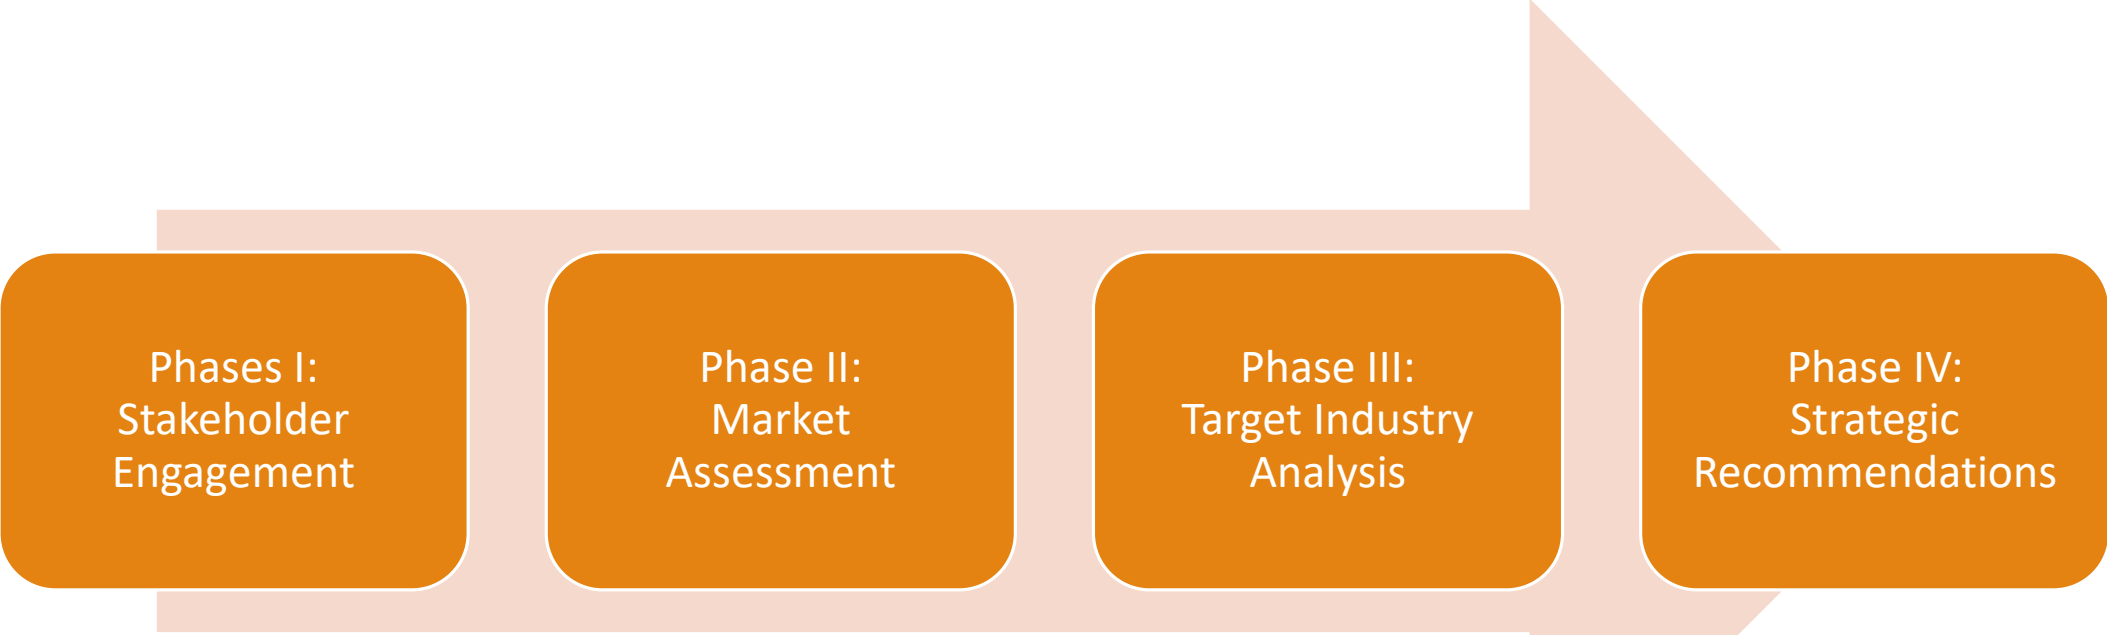 Phases I:
Stakeholder
Engagement
Phase II:
Market
Assessment
Phase III:
Target Industry
Analysis
Phase IV:
Strategic
Recommendations